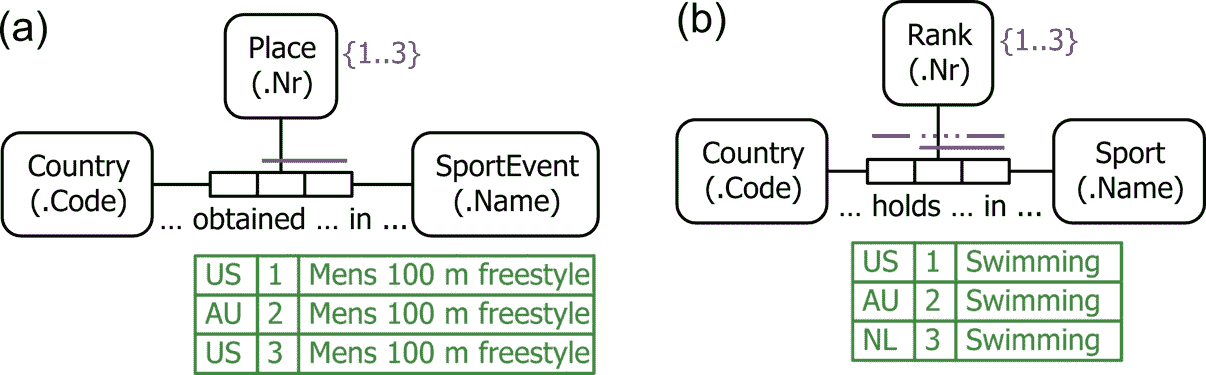 (a)
Place
(.Nr)
{1..3}
Country
(.Code)
SportEvent
(.Name)
... obtained ... in ...
US 1 Mens 100 m freestyle
AU 2 Mens 100 m freestyle
US 3 Mens 100 m freestyle
(b)
Rank
(.Nr)
{1..3}
Country
(.Code)
Sport
(.Name)
... holds ... in ...
US 1 Swimming
AU 2 Swimming
NL 3 Swimming